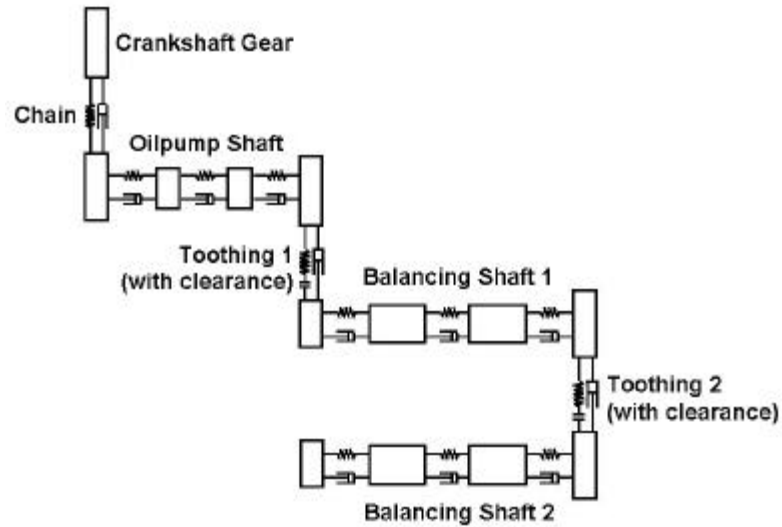 Crankshaft Gear
Chain
Oilpump Shaft
Toothing 1
(with clearance)
Balancing Shaft 1
Toothing 2
(with clearance)
Balancing Shaft 2